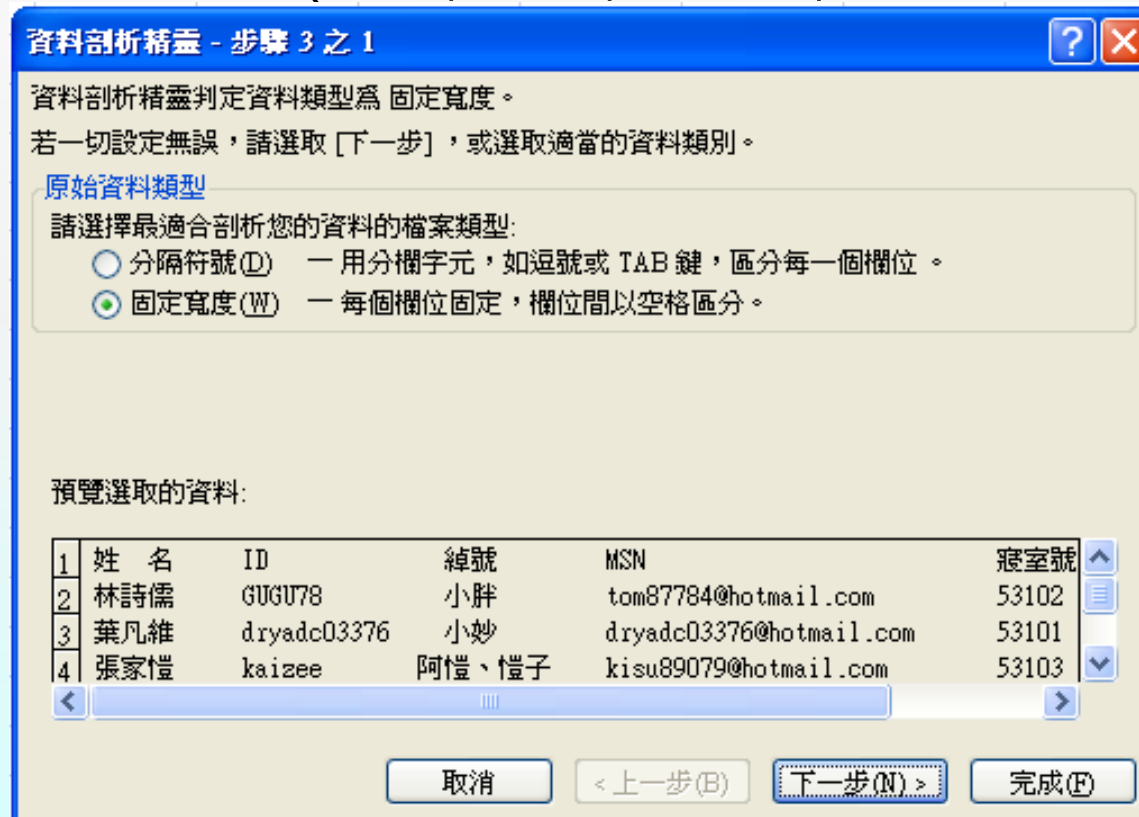 資料剖析精靈 - 步驟 3 之 1
資料剖析精靈判定資料類型為 固定寬度。
若一切設定無誤，請選取 [下一步]，或選取適當的資料類別。
原始資料類型
請選擇最適合剖析您的資料的檔案類型:
分隔符號(D) — 用分欄字元，如逗號或 TAB 鍵，區分每一個欄位 。
固定寬度(W) — 每個欄位固定，欄位間以空格區分。
預覽選取的資料:
1 姓 名 ID 綽號 MSN 寢室號
2 林詩儒 GUGU78 小胖 tom87784@hotmail.com 53102
3 葉凡維 dryadc03376 小妙 dryadc03376@hotmail.com 53101
4 張家愷 kaizee 阿愷、愷子 kisu89079@hotmail.com 53103
取消 <上一步(B) 下一步(N) > 完成(F)